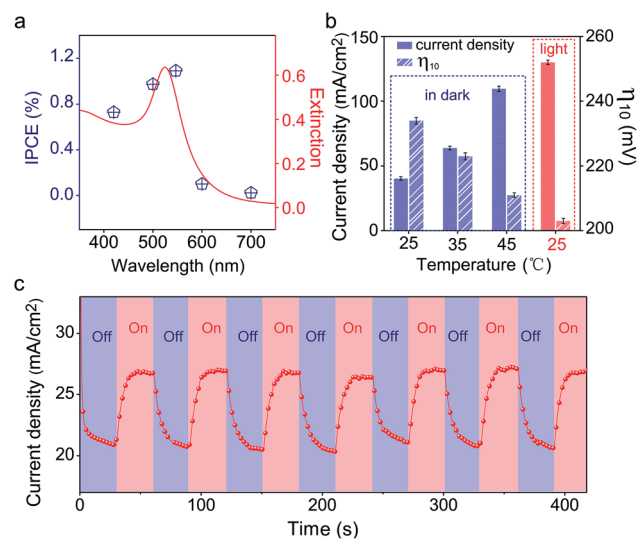 a
1.2
0.8
0.4
0.0
IPCE (%)
0.6
0.4
0.2
0.0
Extinction
400 500 600 700
Wavelength (nm)
b
150
100
50
0
Current density (mA/cm2)
current density
η10
in dark
light
260
240
220
200
η10 (mV)
25 35 45 25
Temperature (℃)
c
30
25
20
Current density (mA/cm2)
Off On Off On Off On Off On Off On Off On Off On
0 100 200 300 400
Time (s)